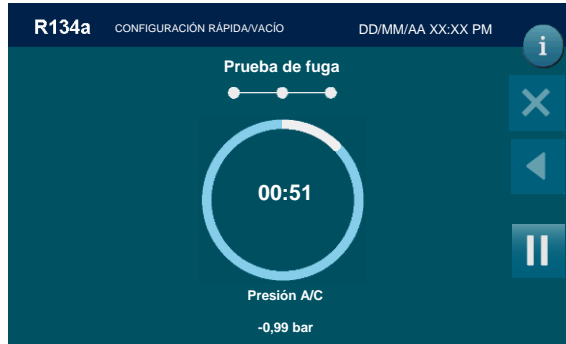 R134a CONFIGURACIÓN RÁPIDA/VACÍO DD/MM/AA XX:XX PM
i
Prueba de fuga
00:51
Presión A/C
-0,99 bar